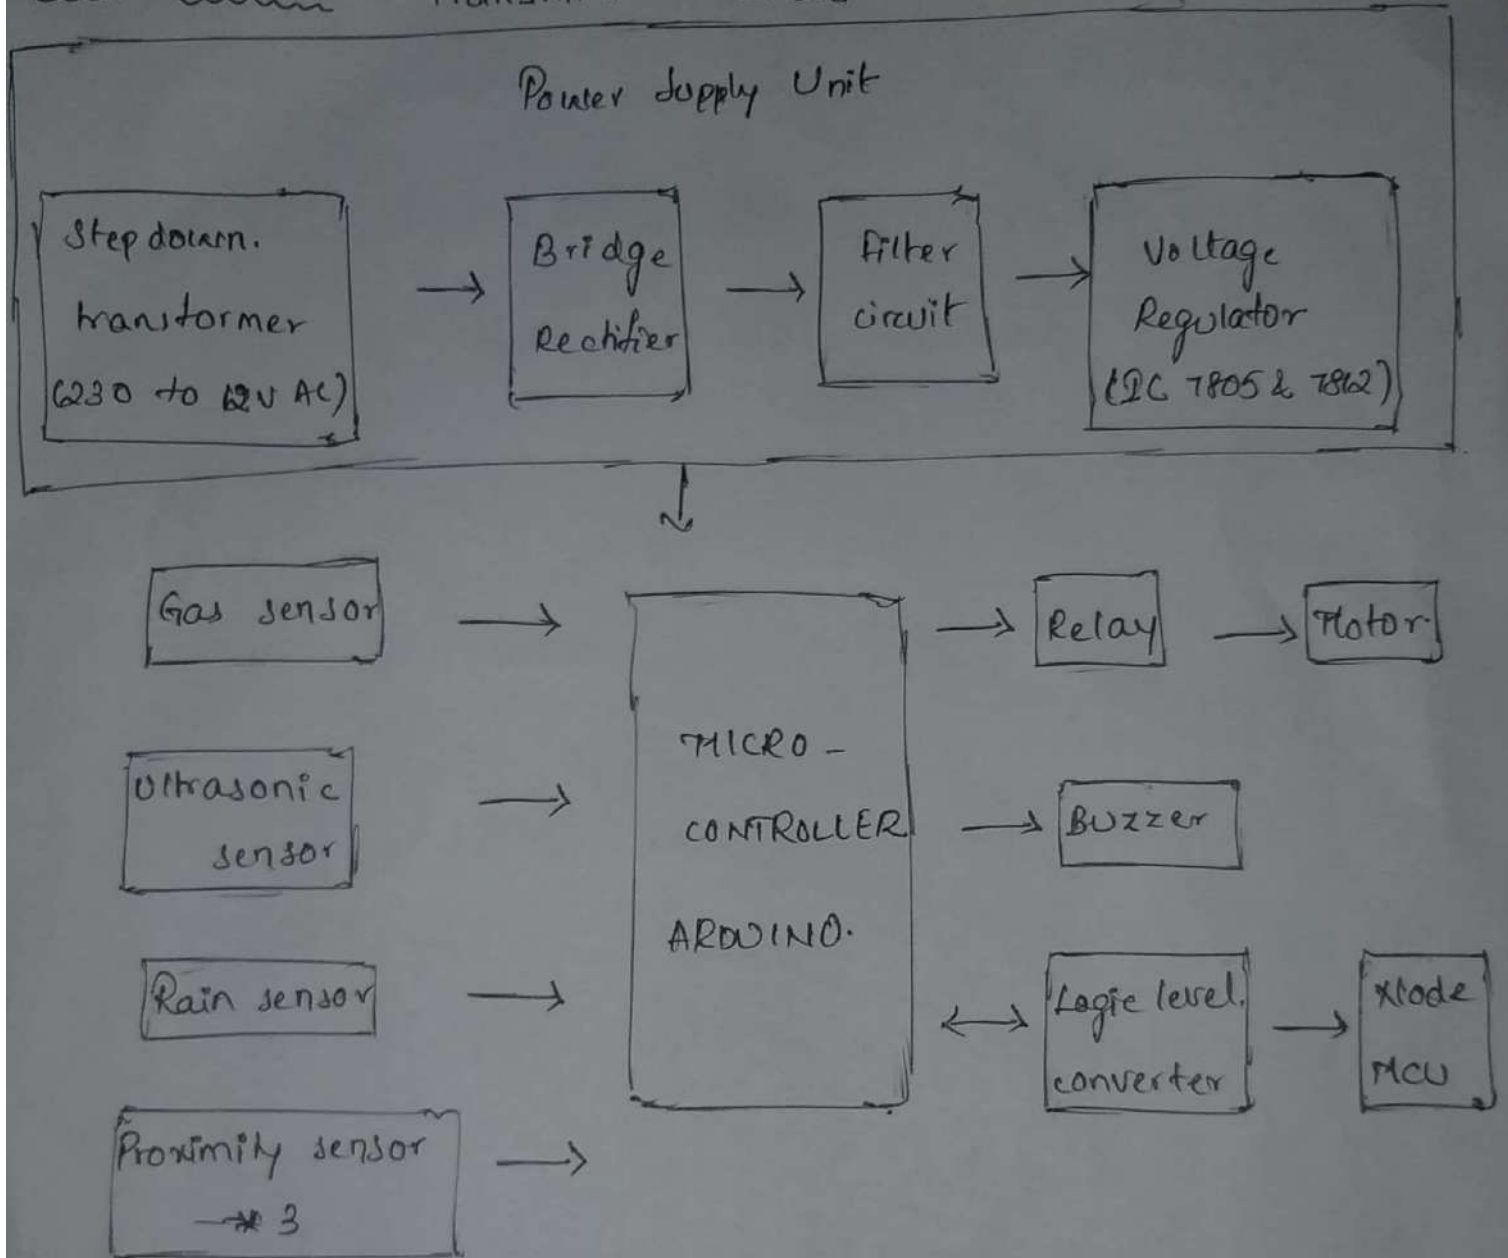 Power Supply Unit
Step down.
transformer
(230 to 12V AC)
Bridge
Rectifier
Filter
circuit
Voltage
Regulator
(IC 7805 & 7812)
Gas sensor
Relay
Motor.
Ultrasonic
sensor
MICRO -
CONTROLLER
ARDUINO.
Buzzer
Rain sensor
Logic level.
converter
Node
MCU
Proximity sensor
3